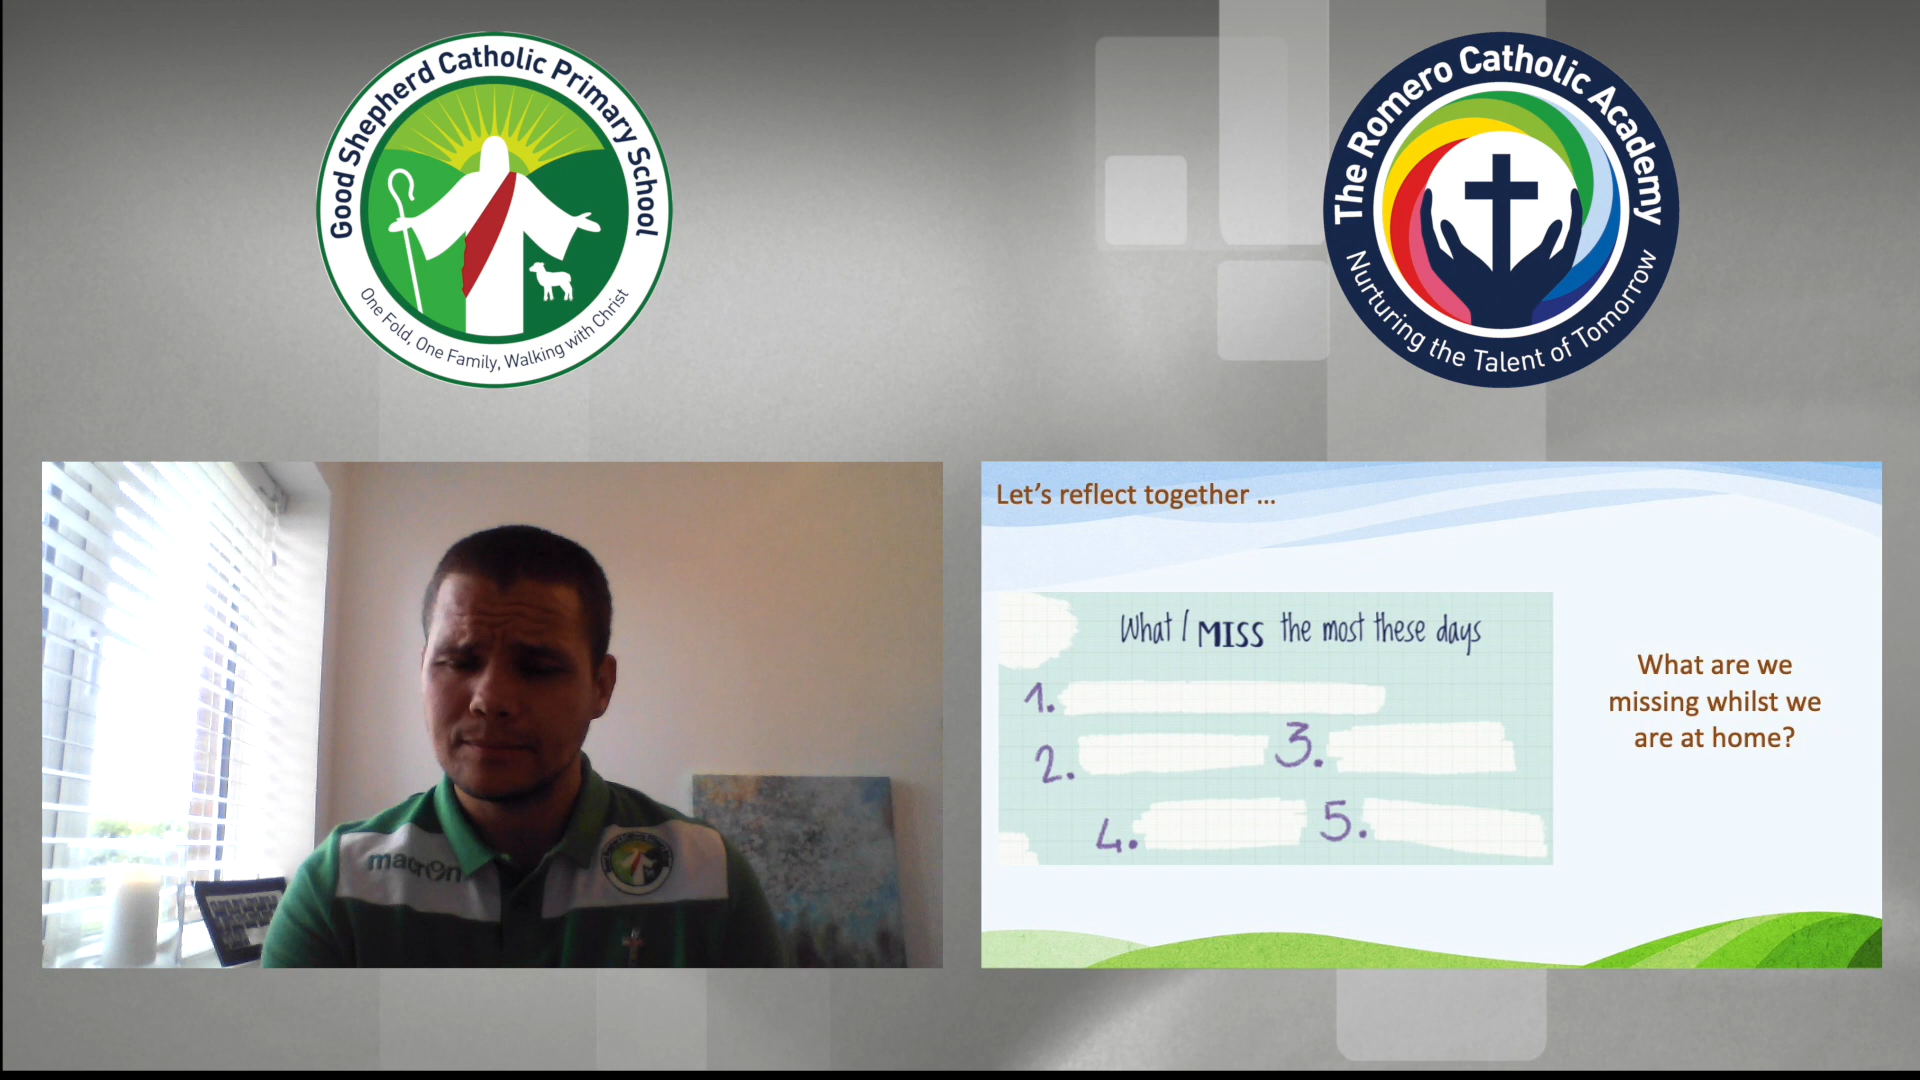 Good Shepherd Catholic Primary School
One Fold, One Family, Walking with Christ
The Romero Catholic Academy
Nurturing the Talent of Tomorrow
macron
Let's reflect together ...
What I MISS the most these days
1.
2.
3.
4.
5.
What are we
missing whilst we
are at home?